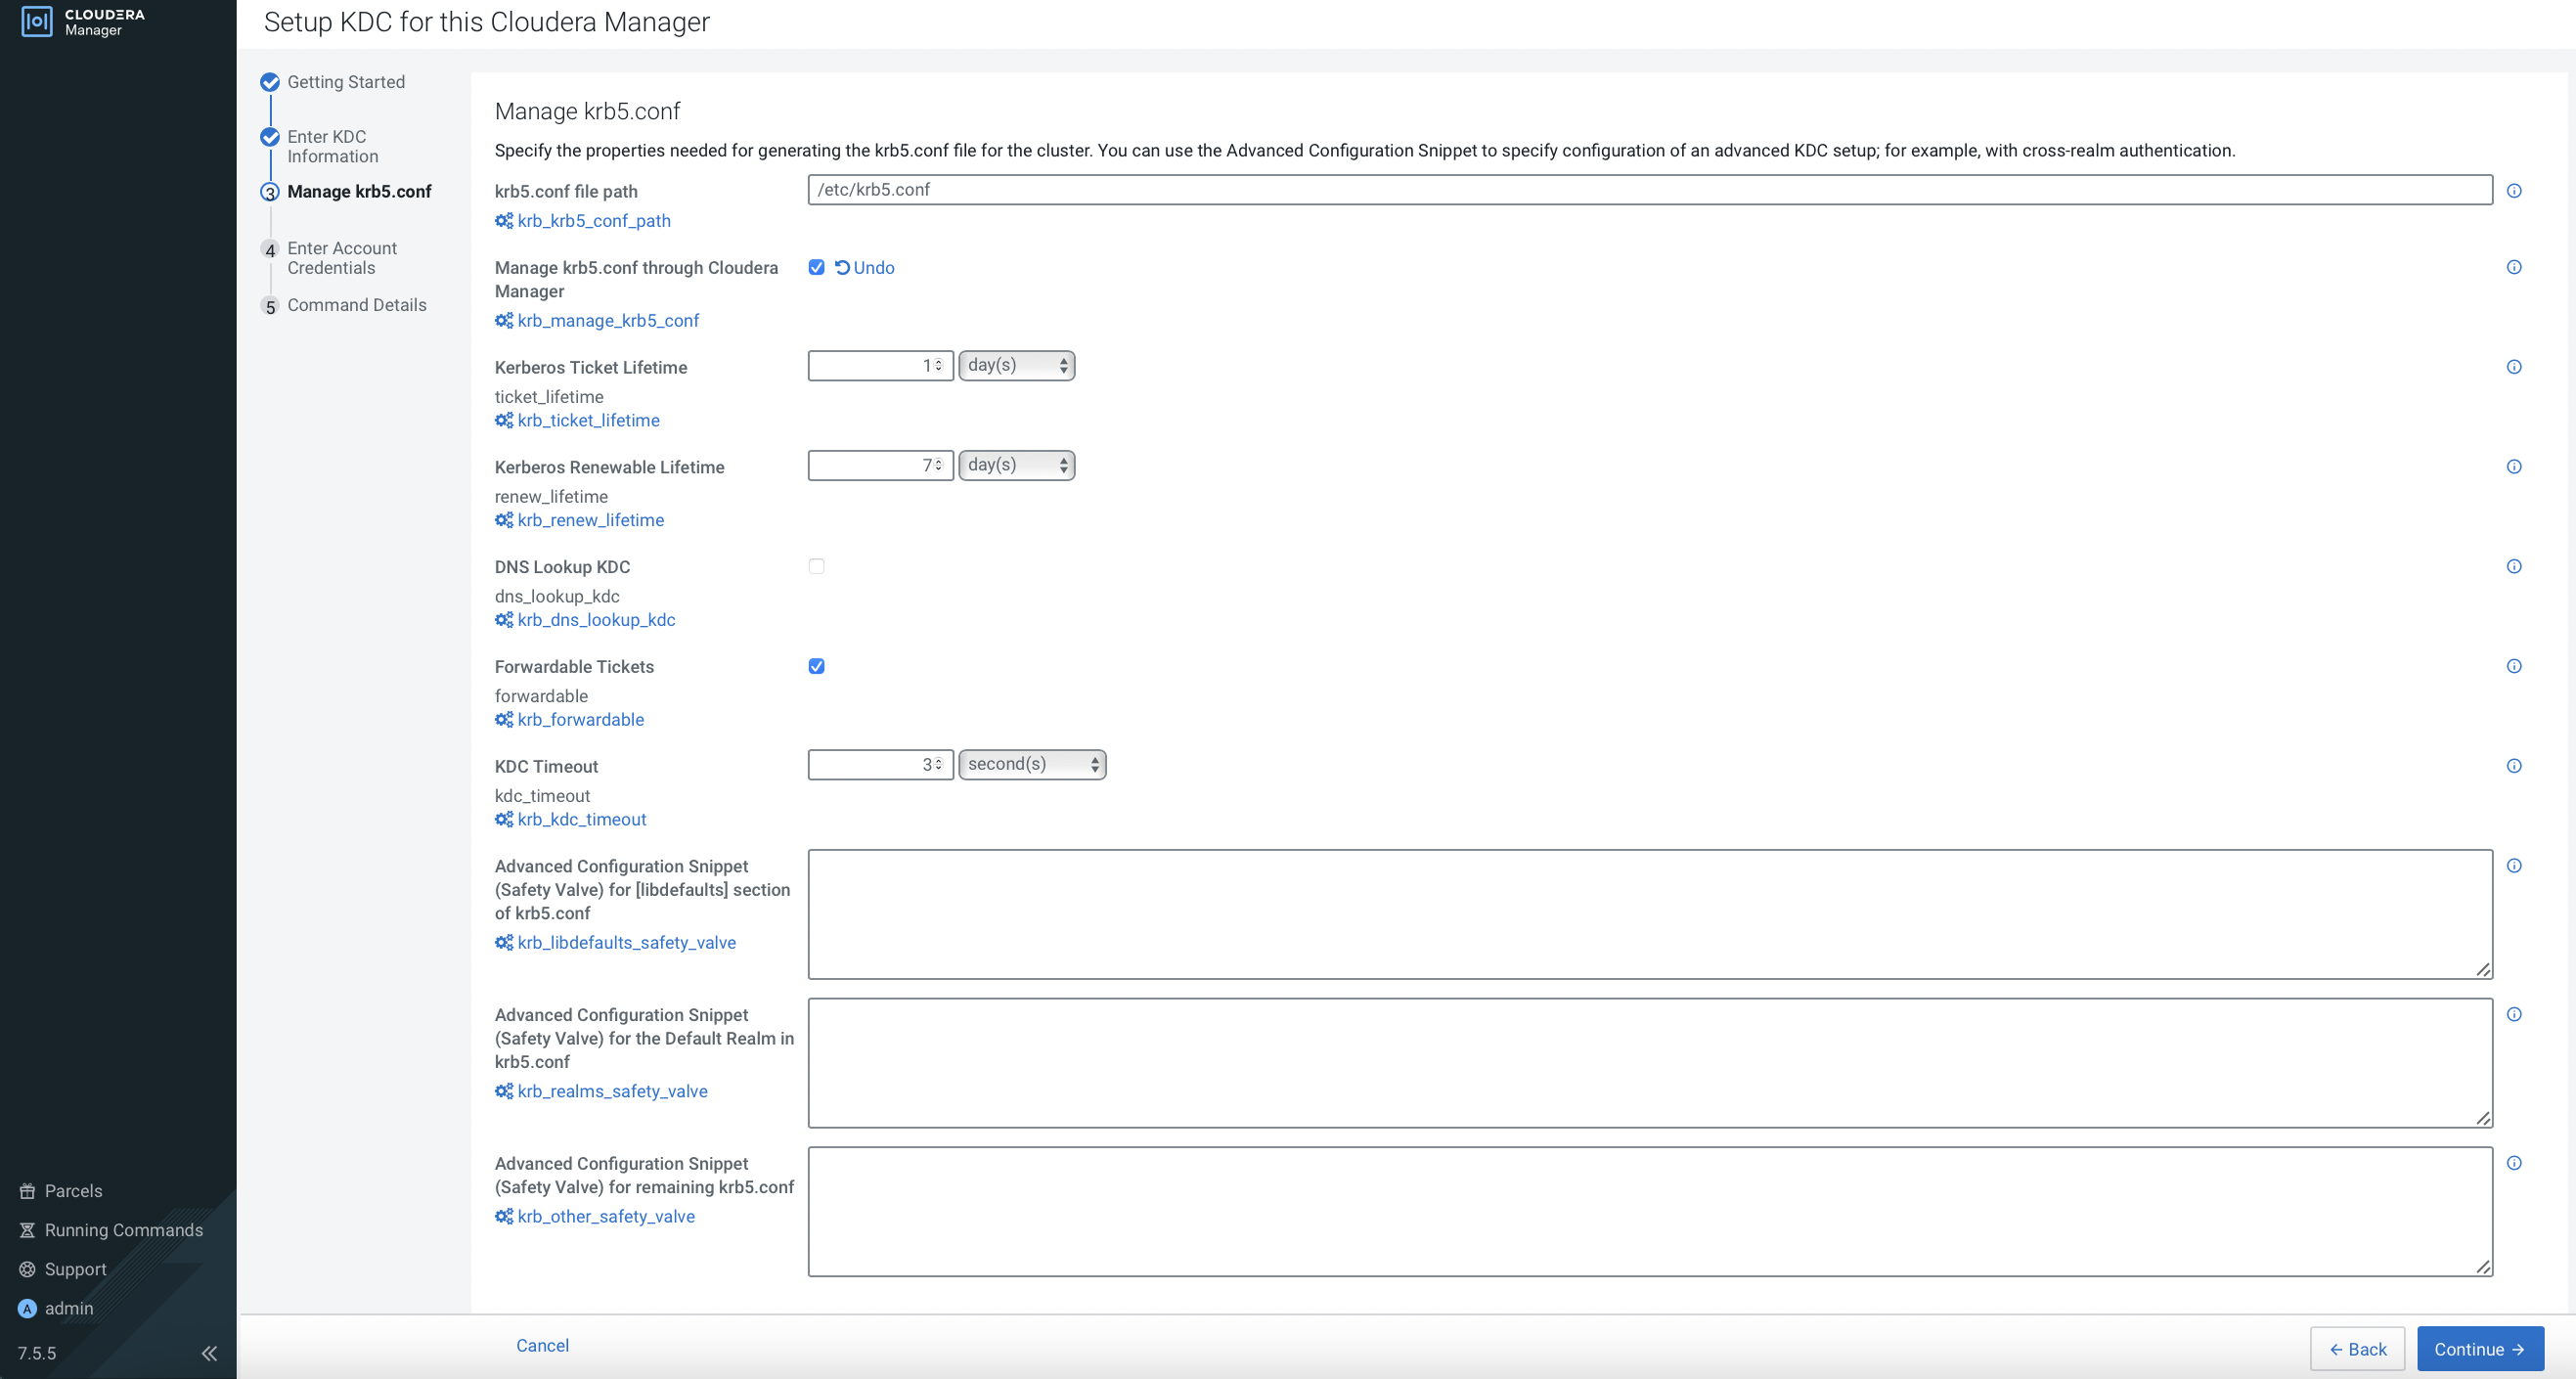 CLOUDERA
Manager
Setup KDC for this Cloudera Manager
Getting Started
Enter KDC
Information
3 Manage krb5.conf
4 Enter Account
Credentials
5 Command Details
Manage krb5.conf
Specify the properties needed for generating the krb5.conf file for the cluster. You can use the Advanced Configuration Snippet to specify configuration of an advanced KDC setup; for example, with cross-realm authentication.
krb5.conf file path
/etc/krb5.conf
krb_krb5_conf_path
Manage krb5.conf through Cloudera
Manager
Undo
krb_manage_krb5_conf
Kerberos Ticket Lifetime
1 day(s)
ticket_lifetime
krb_ticket_lifetime
Kerberos Renewable Lifetime
7 day(s)
renew_lifetime
krb_renew_lifetime
DNS Lookup KDC
dns_lookup_kdc
krb_dns_lookup_kdc
Forwardable Tickets
forwardable
krb_forwardable
KDC Timeout
3 second(s)
kdc_timeout
krb_kdc_timeout
Advanced Configuration Snippet
(Safety Valve) for [libdefaults] section
of krb5.conf
krb_libdefaults_safety_valve
Advanced Configuration Snippet
(Safety Valve) for the Default Realm in
krb5.conf
krb_realms_safety_valve
Advanced Configuration Snippet
(Safety Valve) for remaining krb5.conf
krb_other_safety_valve
Parcels
Running Commands
Support
A admin
7.5.5
Cancel
← Back
Continue →